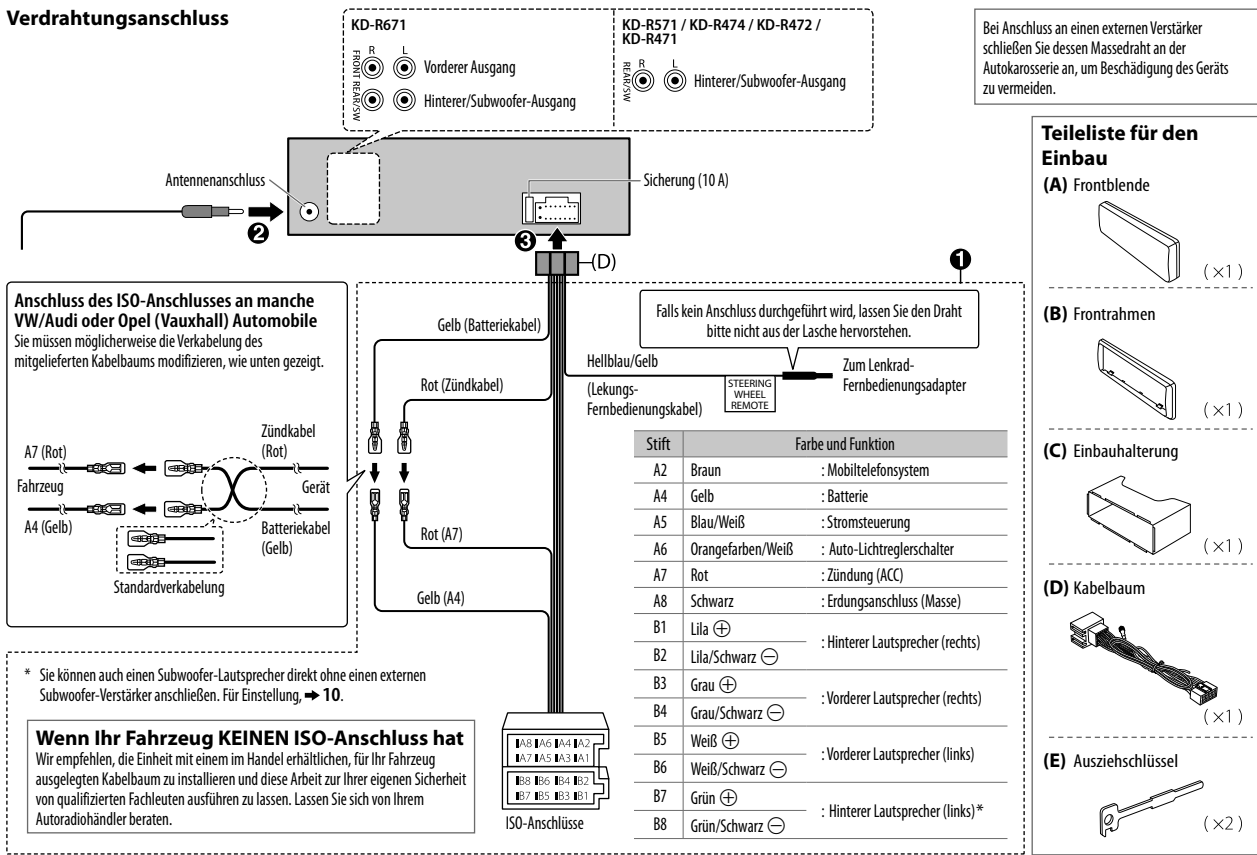 Verdrahtungsanschluss
KD-R671
R L
FRONT REAR/SW
Vorderer Ausgang
Hinterer/Subwoofer-Ausgang
KD-R571 / KD-R474 / KD-R472 /
KD-R471
R L
REAR/SW
Hinterer/Subwoofer-Ausgang
Bei Anschluss an einen externen Verstärker
schließen Sie dessen Massedraht an der
Autokarosserie an, um Beschädigung des Geräts
zu vermeiden.
Antennenanschluss
Sicherung (10 A)
2
3
(D)
1
Anschluss des ISO-Anschlusses an manche
VW/Audi oder Opel (Vauxhall) Automobile
Sie müssen möglicherweise die Verkabelung des
mitgelieferten Kabelbaums modifizieren, wie unten gezeigt.
A7 (Rot)
Zündkabel
(Rot)
Fahrzeug
Gerät
A4 (Gelb)
Batteriekabel
(Gelb)
Standardverkabelung
Gelb (Batteriekabel)
Rot (Zündkabel)
Rot (A7)
Gelb (A4)
Falls kein Anschluss durchgeführt wird, lassen Sie den Draht
bitte nicht aus der Lasche hervorstehen.
Hellblau/Gelb
(Lekungs-
Fernbedienungskabel)
STEERING
WHEEL
REMOTE
Zum Lenkrad-
Fernbedienungsadapter
Stift Farbe und Funktion
A2 Braun : Mobiltelefonsystem
A4 Gelb : Batterie
A5 Blau/Weiß : Stromsteuerung
A6 Orangefarben/Weiß : Auto-Lichtreglerschalter
A7 Rot : Zündung (ACC)
A8 Schwarz : Erdungsanschluss (Masse)
B1 Lila ⊕ : Hinterer Lautsprecher (rechts)
B2 Lila/Schwarz ⊖
B3 Grau ⊕ : Vorderer Lautsprecher (rechts)
B4 Grau/Schwarz ⊖
B5 Weiß ⊕ : Vorderer Lautsprecher (links)
B6 Weiß/Schwarz ⊖
B7 Grün ⊕ : Hinterer Lautsprecher (links)*
B8 Grün/Schwarz ⊖
* Sie können auch einen Subwoofer-Lautsprecher direkt ohne einen externen
Subwoofer-Verstärker anschließen. Für Einstellung, ➡ 10.
Wenn Ihr Fahrzeug KEINEN ISO-Anschluss hat
Wir empfehlen, die Einheit mit einem im Handel erhältlichen, für Ihr Fahrzeug
ausgelegten Kabelbaum zu installieren und diese Arbeit zur Ihrer eigenen Sicherheit
von qualifizierten Fachleuten ausführen zu lassen. Lassen Sie sich von Ihrem
Autoradiohändler beraten.
A8 A6 A4 A2
A7 A5 A3 A1
B8 B6 B4 B2
B7 B5 B3 B1
ISO-Anschlüsse
Teileliste für den
Einbau
(A) Frontblende
(×1)
(B) Frontrahmen
(×1)
(C) Einbauhalterung
(×1)
(D) Kabelbaum
(×1)
(E) Ausziehschlüssel
(×2)